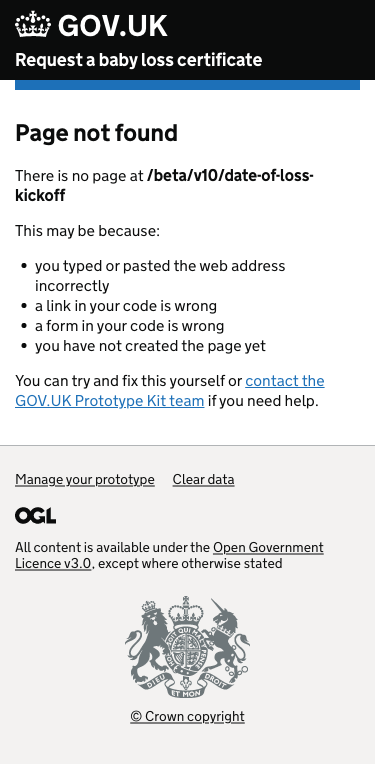 GOV.UK
Request a baby loss certificate
Page not found
There is no page at /beta/v10/date-of-loss-
kickoff
This may be because:
• you typed or pasted the web address
incorrectly
• a link in your code is wrong
• a form in your code is wrong
• you have not created the page yet
You can try and fix this yourself or contact the
GOV.UK Prototype Kit team if you need help.
Manage your prototype Clear data
OGL
All content is available under the Open Government
Licence v3.0, except where otherwise stated
DIEU ET MON DROIT
© Crown copyright